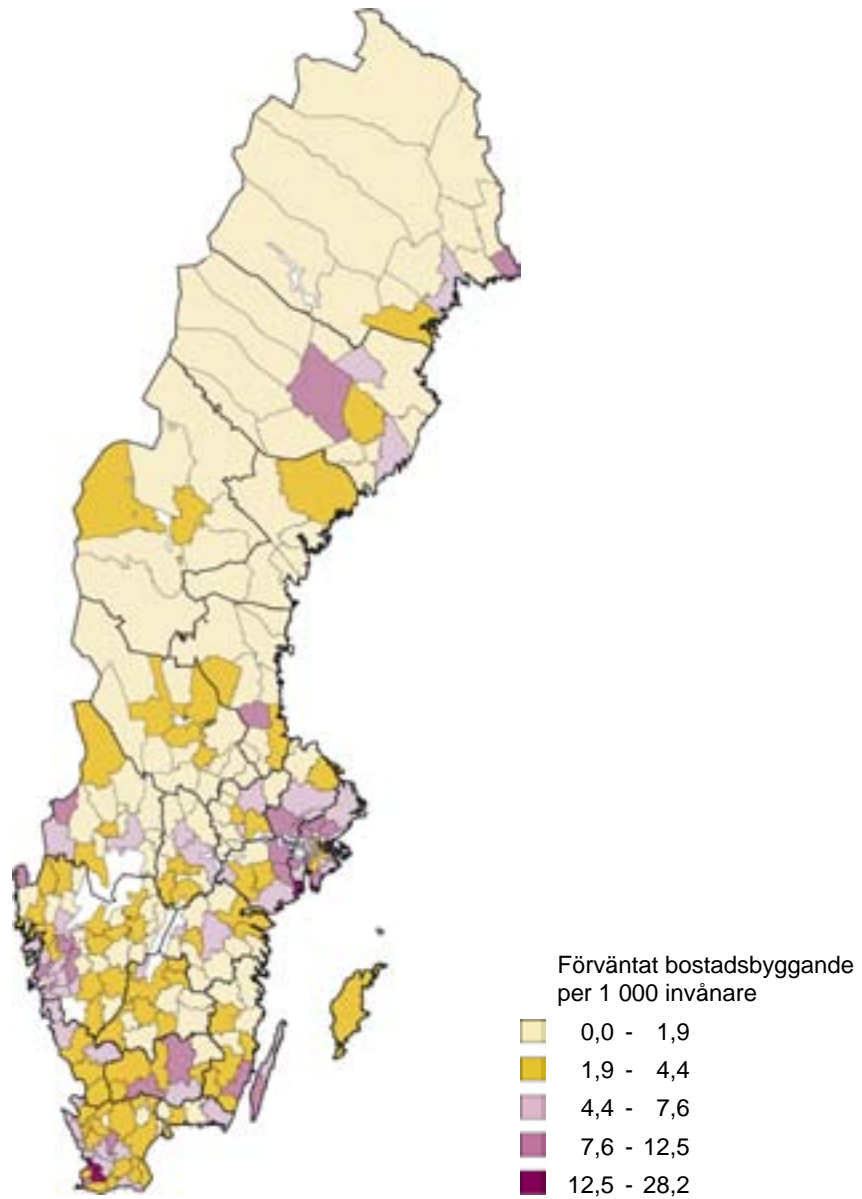 Förväntat bostadsbyggande
per 1 000 invånare
0,0 - 1,9
1,9 - 4,4
4,4 - 7,6
7,6 - 12,5
12,5 - 28,2